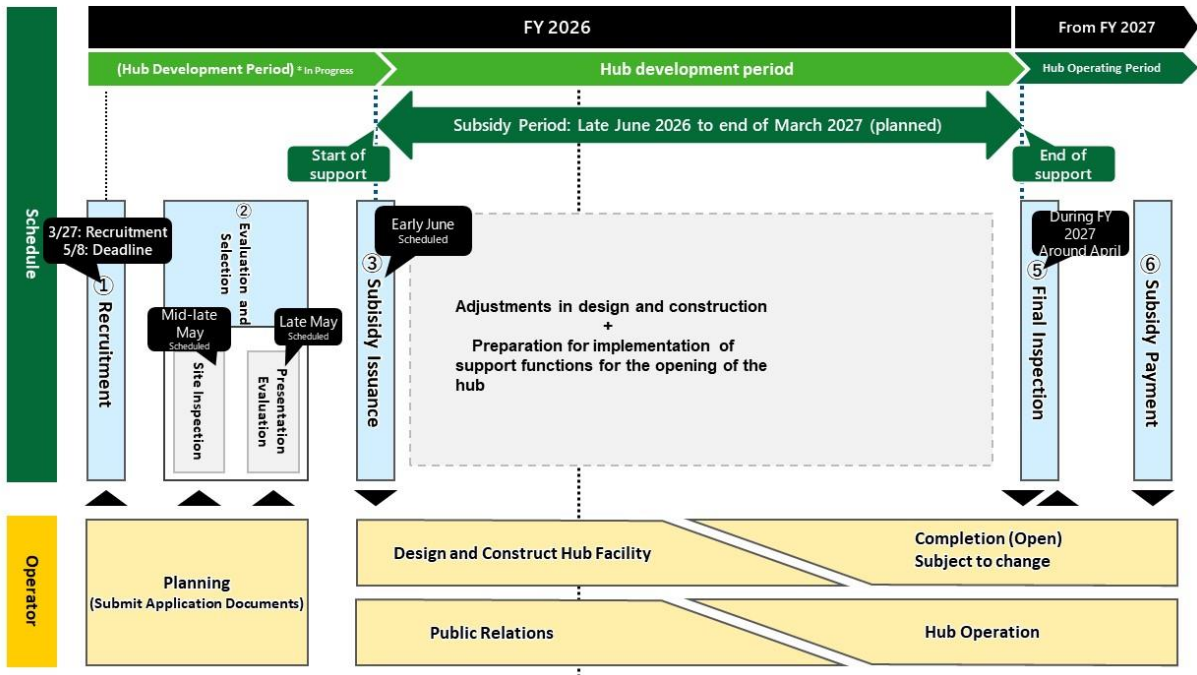 FY 2026
From FY 2027
(Hub Development Period) * In Progress
Hub development period
Hub Operating Period
Subsidy Period: Late June 2026 to end of March 2027 (planned)
Start of
support
End of
support
Schedule
3/27: Recruitment
5/8: Deadline
① Recruitment
② Evaluation and
Selection
Mid-late
May
Scheduled
Site Inspection
Late May
Scheduled
Presentation
Evaluation
Early June
Scheduled
③ Subisidy Issuance
Adjustments in design and construction
+
Preparation for implementation of
support functions for the opening of the
hub
During FY
2027
Around April
⑤ Final Inspection
⑥ Subsidy Payment
Operator
Planning
(Submit Application Documents)
Design and Construct Hub Facility
Completion (Open)
Subject to change
Public Relations
Hub Operation